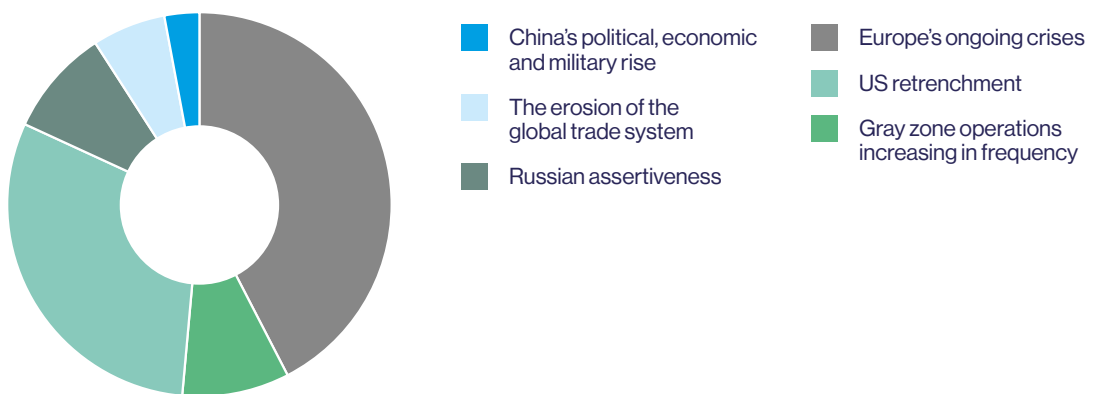 China's political, economic
and military rise
The erosion of the
global trade system
Russian assertiveness
Europe's ongoing crises
US retrenchment
Gray zone operations
increasing in frequency